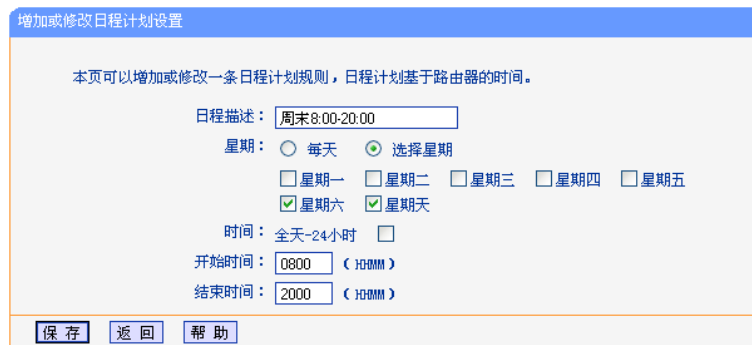 增加或修改日程计划设置
本页可以增加或修改一条日程计划规则，日程计划基于路由器的时间。
日程描述： 周末8:00-20:00
星期： 每天 选择星期
星期一 星期二 星期三 星期四 星期五
星期六 星期天
时间： 全天-24小时
开始时间： 0800 （HHMM）
结束时间： 2000 （HHMM）
保存 返回 帮助